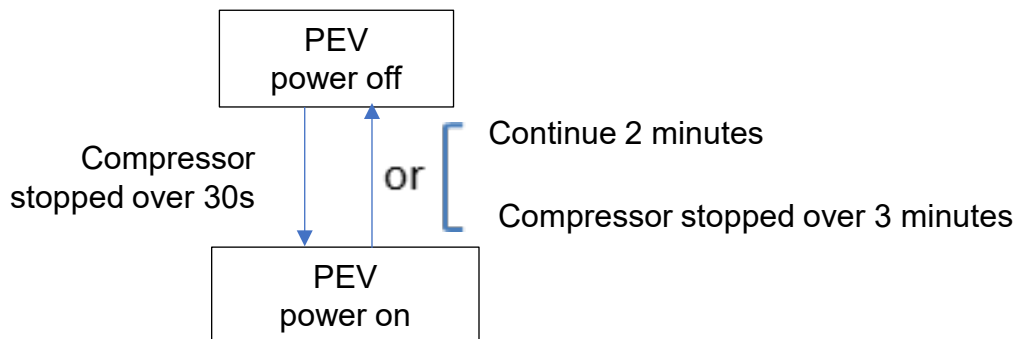 PEV
power off
Compressor
stopped over 30s
or
Continue 2 minutes
Compressor stopped over 3 minutes
PEV
power on